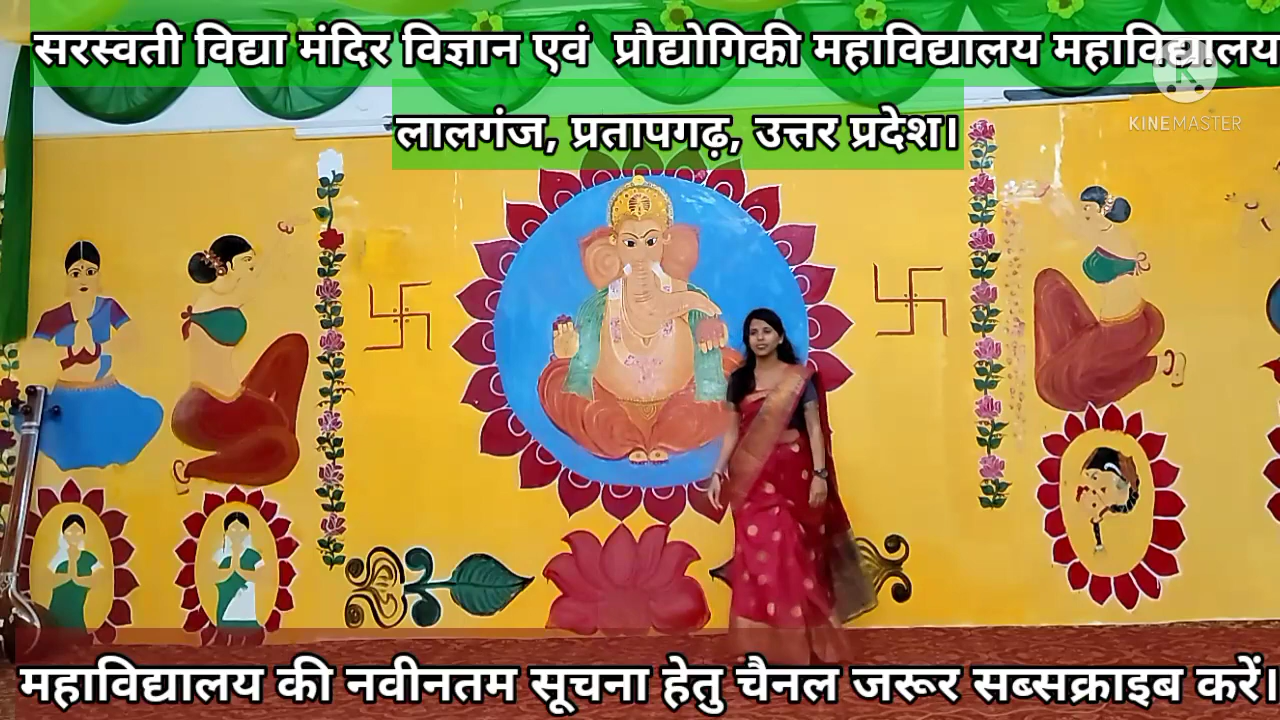 सरस्वती विद्या मंदिर विज्ञान एवं प्रौद्योगिकी महाविद्यालय महाविद्यालय
KINEMASTER
लालगंज, प्रतापगढ़, उत्तर प्रदेश।
महाविद्यालय की नवीनतम सूचना हेतु चैनल जरूर सब्सक्राइब करें।